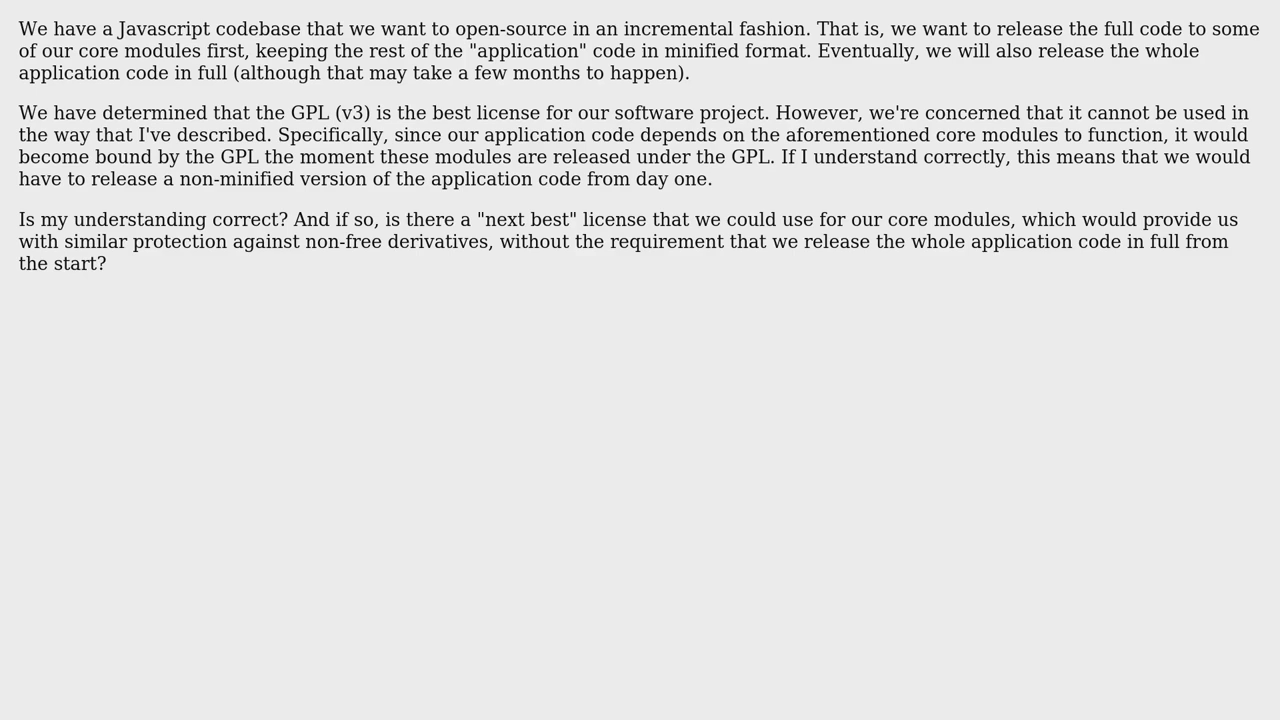 We have a Javascript codebase that we want to open-source in an incremental fashion. That is, we want to release the full code to some
of our core modules first, keeping the rest of the "application" code in minified format. Eventually, we will also release the whole
application code in full (although that may take a few months to happen).
We have determined that the GPL (v3) is the best license for our software project. However, we're concerned that it cannot be used in
the way that I've described. Specifically, since our application code depends on the aforementioned core modules to function, it would
become bound by the GPL the moment these modules are released under the GPL. If I understand correctly, this means that we would
have to release a non-minified version of the application code from day one.
Is my understanding correct? And if so, is there a "next best" license that we could use for our core modules, which would provide us
with similar protection against non-free derivatives, without the requirement that we release the whole application code in full from
the start?